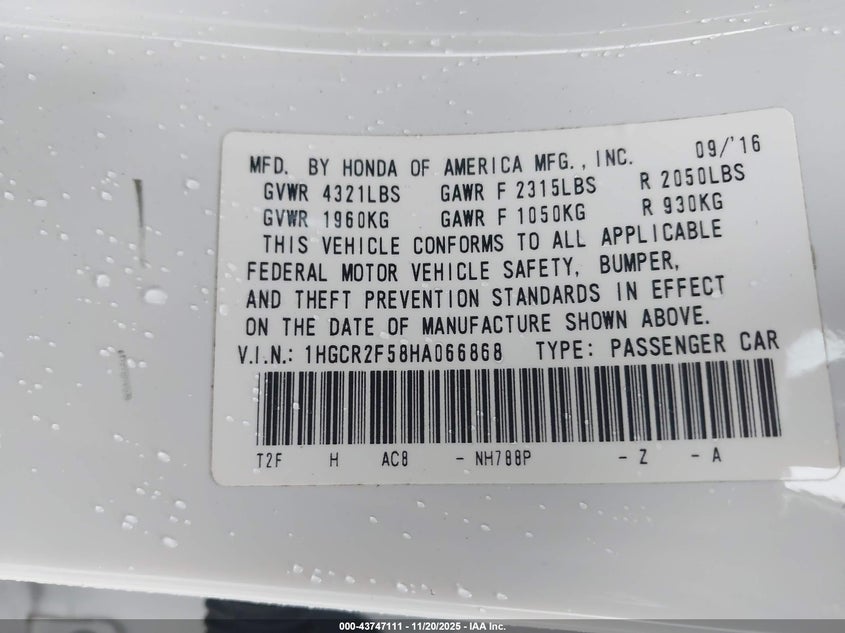 MFD. BY HONDA OF AMERICA MFG., INC. 09/'16
GVWR 4321LBS GAWR F 2315LBS R 2050LBS
GVWR 1960KG GAWR F 1050KG R 930KG
THIS VEHICLE CONFORMS TO ALL APPLICABLE
FEDERAL MOTOR VEHICLE SAFETY, BUMPER,
AND THEFT PREVENTION STANDARDS IN EFFECT
ON THE DATE OF MANUFACTURE SHOWN ABOVE.
V.I.N.: 1HGCR2F58HA066868 TYPE: PASSENGER CAR
T2F H AC8 - NH788P - Z - A
000-43747111 - 11/20/2025 - IAA Inc.